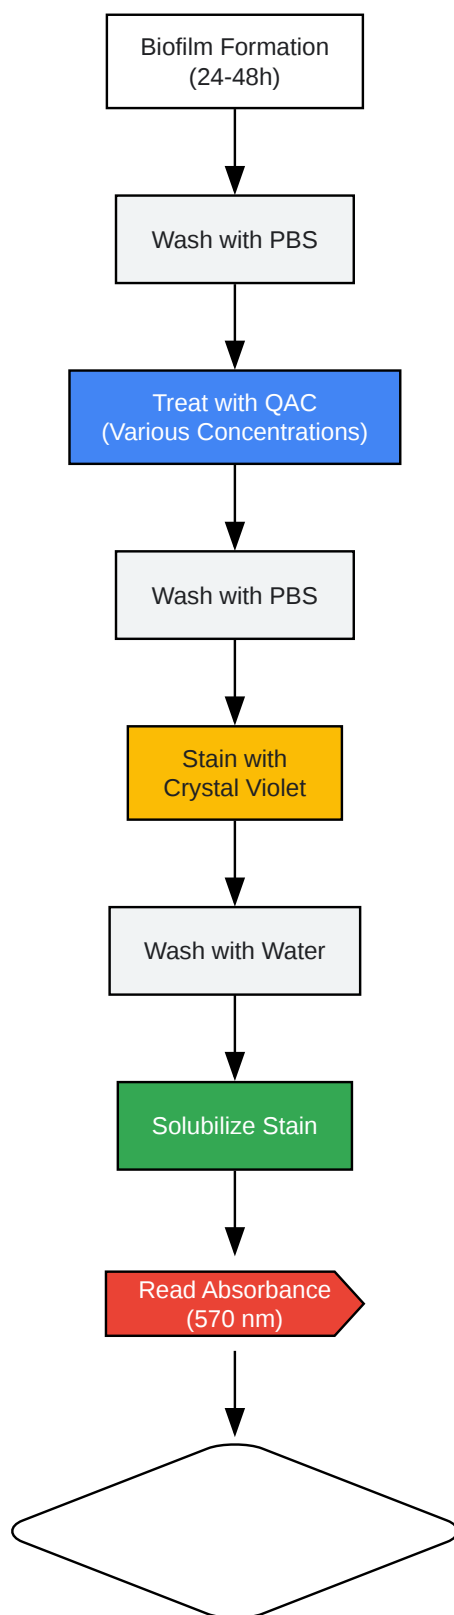 Biofilm Formation
(24-48h)
Wash with PBS
Treat with QAC
(Various Concentrations)
Wash with PBS
Stain with
Crystal Violet
Wash with Water
Solubilize Stain
Read Absorbance
(570 nm)